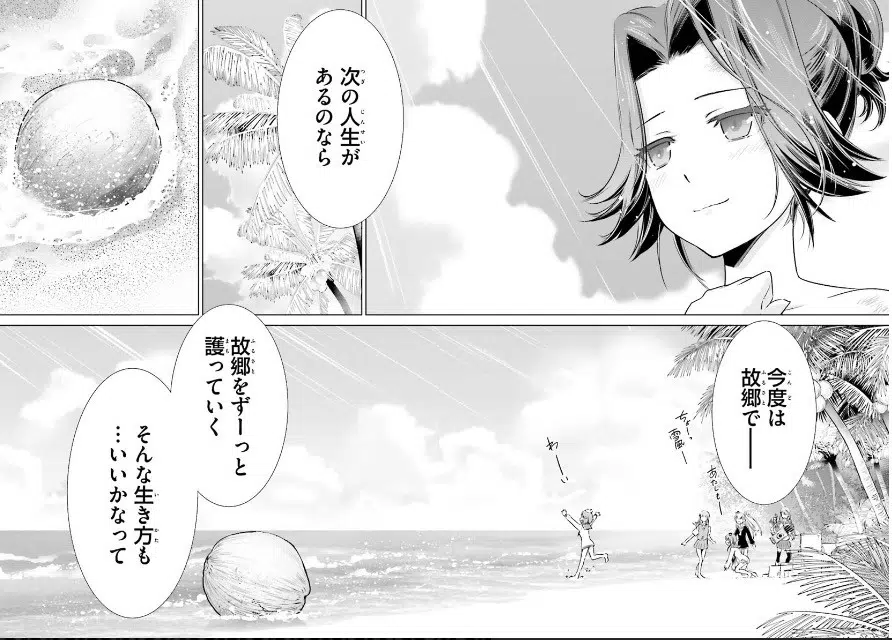 次の人生が
あるのなら
今度は
故郷で――
ちょー、
わーい
故郷をずーっと
護っていく
そんな生き方も
…いいかなって